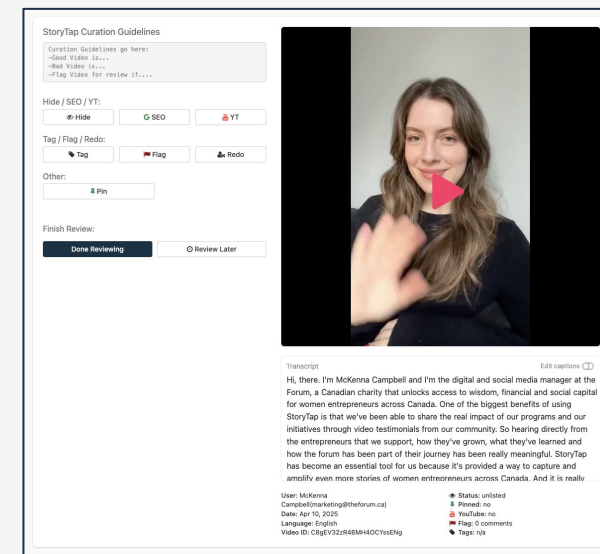 StoryTap Curation Guidelines
Curation Guidelines go here:
-Good Video is...
-Bad Video is...
-Flag Video for review if....
Hide / SEO / YT:
Hide
G SEO
YT
Tag / Flag / Redo:
Tag
Flag
Redo
Other:
Pin
Finish Review:
Done Reviewing
Review Later
Transcript
Edit captions
Hi, there. I'm McKenna Campbell and I'm the digital and social media manager at the
Forum, a Canadian charity that unlocks access to wisdom, financial and social capital
for women entrepreneurs across Canada. One of the biggest benefits of using
StoryTap is that we've been able to share the real impact of our programs and our
initiatives through video testimonials from our community. So hearing directly from
the entrepreneurs that we support, how they've grown, what they've learned and
how the forum has been part of their journey has been really meaningful. StoryTap
has become an essential tool for us because it's provided a way to capture and
amplify even more stories of women entrepreneurs across Canada. And it is really
User: McKenna
Campbell(marketing@theforum.ca)
Date: Apr 10, 2025
Language: English
Video ID: C8gEV32zR46MH4OCYssENg
Status: unlisted
Pinned: no
YouTube: no
Flag: 0 comments
Tags: n/a